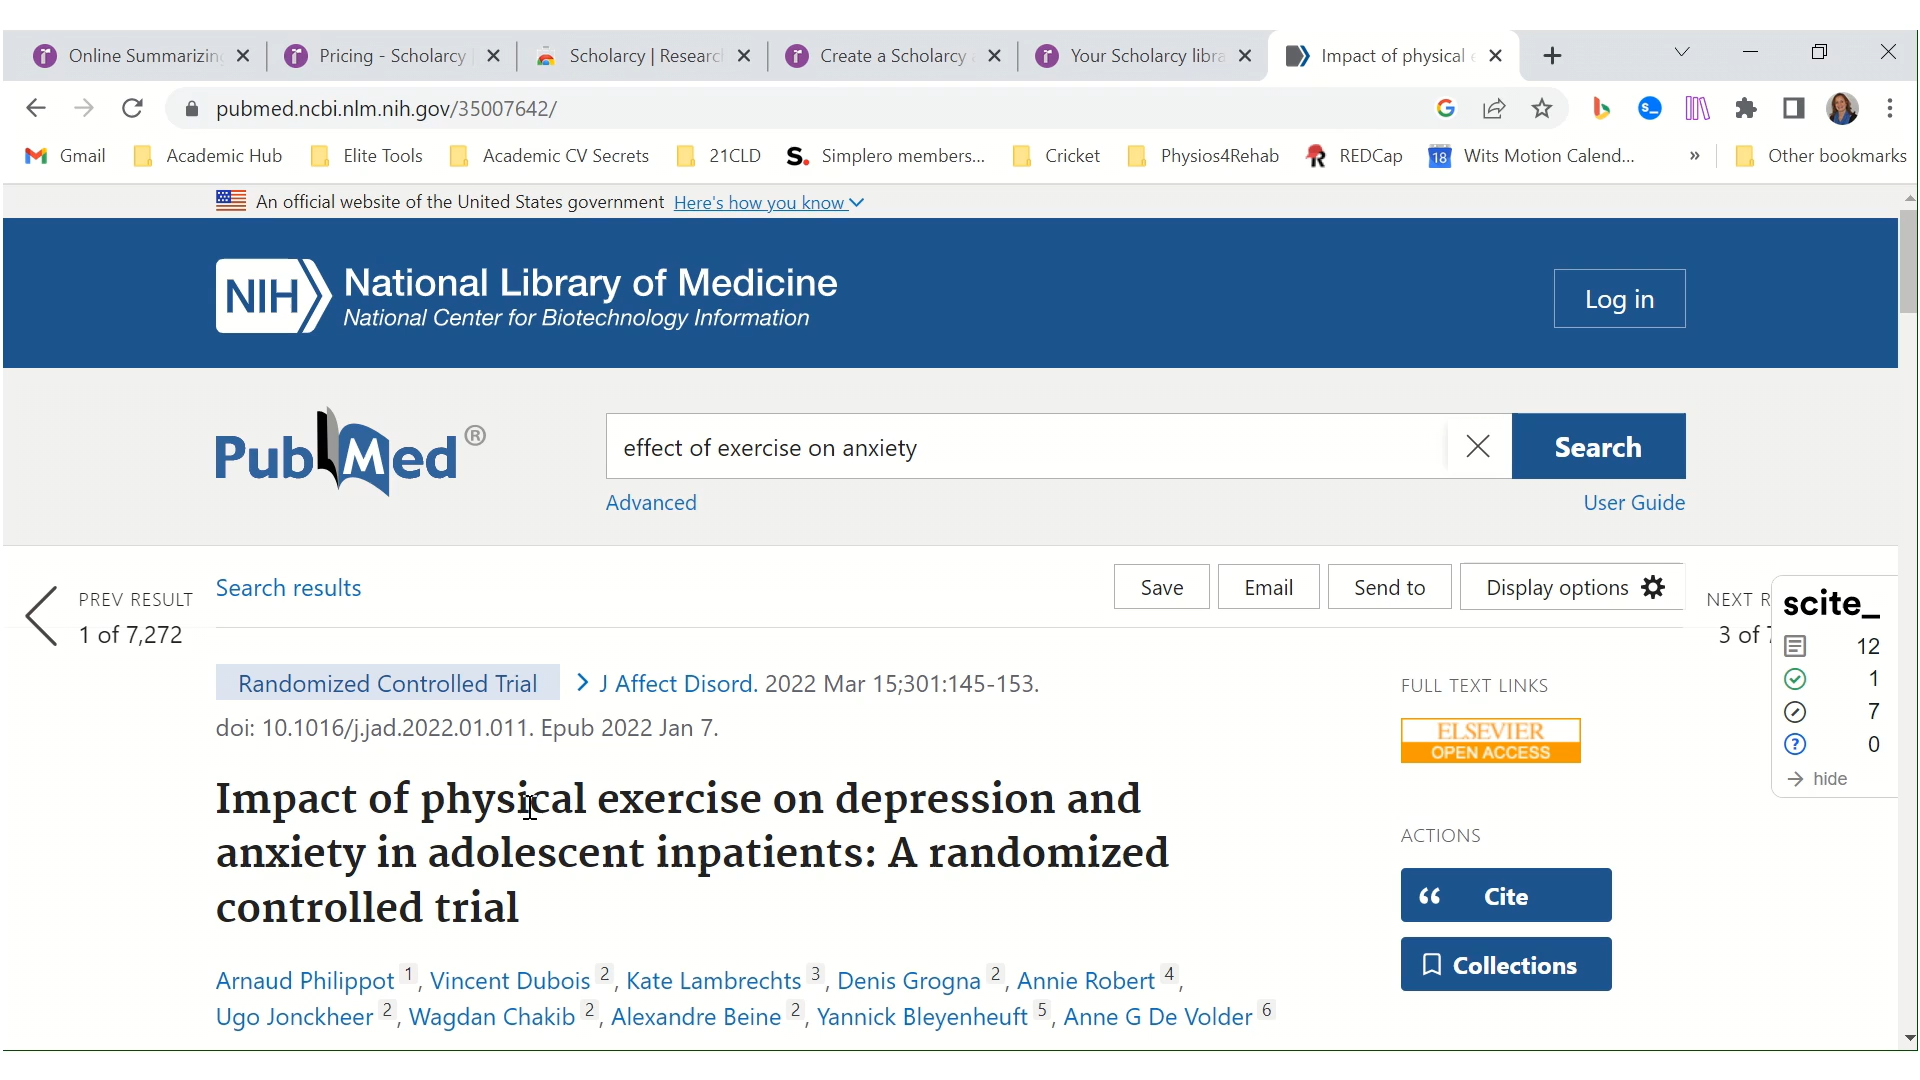 Online Summarizin
Pricing - Scholarcy
Scholarcy | Researc
Create a Scholarcy
Your Scholarcy libra
Impact of physical e
pubmed.ncbi.nlm.nih.gov/35007642/
Gmail
Academic Hub
Elite Tools
Academic CV Secrets
21CLD
Simplero members...
Cricket
Physios4Rehab
REDCap
18
Wits Motion Calend...
»
Other bookmarks
An official website of the United States government Here's how you know
NIH National Library of Medicine
National Center for Biotechnology Information
Log in
PubMed®
effect of exercise on anxiety
Search
Advanced
User Guide
PREV RESULT
1 of 7,272
Search results
Save
Email
Send to
Display options
NEXT R
3 of 7
scite_
12
1
7
0
hide
Randomized Controlled Trial > J Affect Disord. 2022 Mar 15;301:145-153.
doi: 10.1016/j.jad.2022.01.011. Epub 2022 Jan 7.
Impact of physical exercise on depression and
anxiety in adolescent inpatients: A randomized
controlled trial
Arnaud Philippot 1, Vincent Dubois 2, Kate Lambrechts 3, Denis Grogna 2, Annie Robert 4,
Ugo Jonckheer 2, Wagdan Chakib 2, Alexandre Beine 2, Yannick Bleyenheuft 5, Anne G De Volder 6
FULL TEXT LINKS
ELSEVIER
OPEN ACCESS
ACTIONS
Cite
Collections